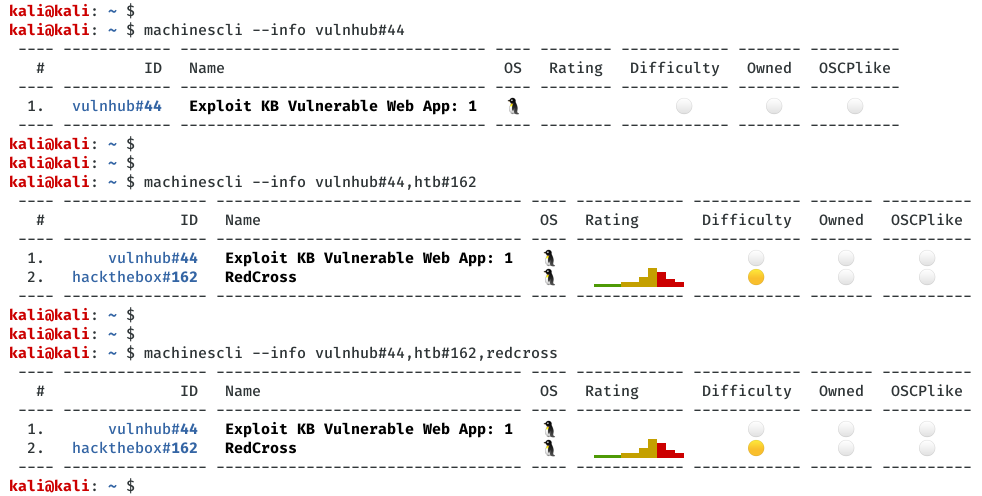 kali@kali: ~ $
kali@kali: ~ $ machinescli --info vulnhub#44
---- ------------ ---------------------------------- ---- -------- ------------ ------- ----------
# ID Name OS Rating Difficulty Owned OSCPlike
---- ------------ ---------------------------------- ---- -------- ------------ ------- ----------
1. vulnhub#44 Exploit KB Vulnerable Web App: 1
---- ------------ ---------------------------------- ---- -------- ------------ ------- ----------
kali@kali: ~ $
kali@kali: ~ $
kali@kali: ~ $ machinescli --info vulnhub#44,htb#162
---- ---------------- ---------------------------------- ---- ------------ ------------ ------- ----------
# ID Name OS Rating Difficulty Owned OSCPlike
---- ---------------- ---------------------------------- ---- ------------ ------------ ------- ----------
1. vulnhub#44 Exploit KB Vulnerable Web App: 1
2. hackthebox#162 RedCross
---- ---------------- ---------------------------------- ---- ------------ ------------ ------- ----------
kali@kali: ~ $
kali@kali: ~ $
kali@kali: ~ $ machinescli --info vulnhub#44,htb#162,redcross
---- ---------------- ---------------------------------- ---- ------------ ------------ ------- ----------
# ID Name OS Rating Difficulty Owned OSCPlike
---- ---------------- ---------------------------------- ---- ------------ ------------ ------- ----------
1. vulnhub#44 Exploit KB Vulnerable Web App: 1
2. hackthebox#162 RedCross
---- ---------------- ---------------------------------- ---- ------------ ------------ ------- ----------
kali@kali: ~ $